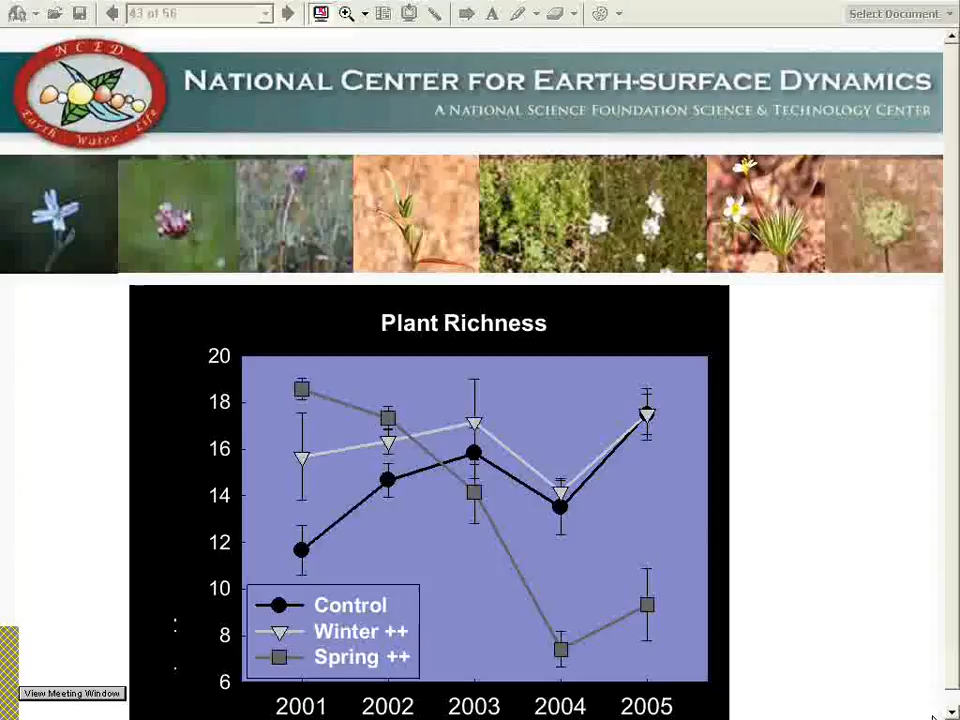 43 of 56
Select Document
NCED
Earth · Water · Life
NATIONAL CENTER FOR EARTH-SURFACE DYNAMICS
A NATIONAL SCIENCE FOUNDATION SCIENCE & TECHNOLOGY CENTER
Plant Richness
20
18
16
14
12
10
8
6
Control
Winter ++
Spring ++
2001 2002 2003 2004 2005
View Meeting Window